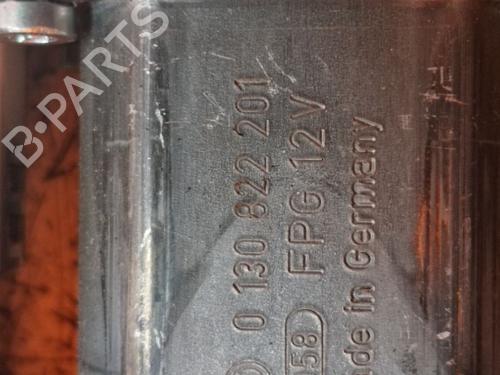 B-PARTS
0 130 822 201
58 FPG 12V
de in Germany